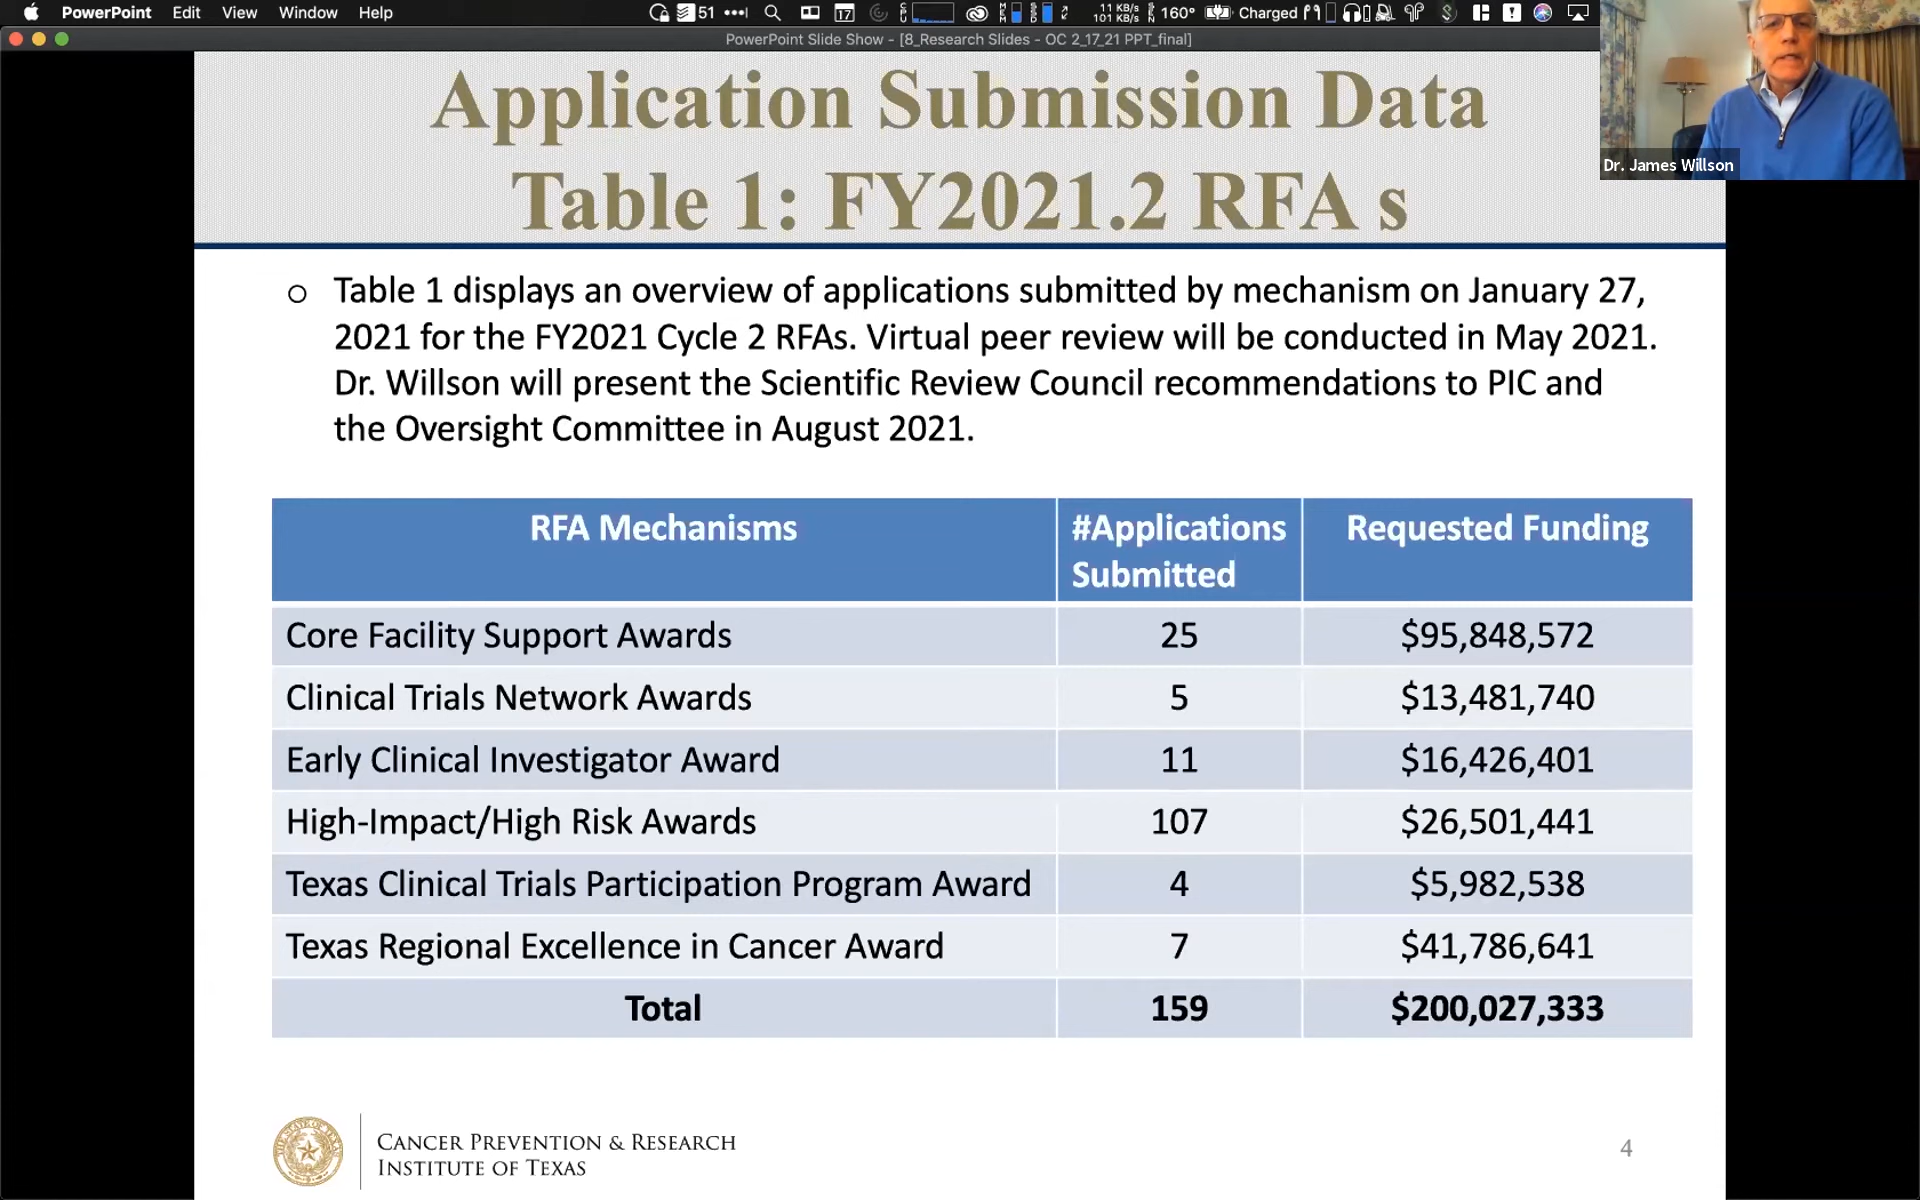 PowerPoint Edit View Window Help 51 17 11 KB/s 101 KB/s 160° Charged
PowerPoint Slide Show - [8_Research Slides - OC 2_17_21 PPT_final]
Dr. James Willson
Application Submission Data
Table 1: FY2021.2 RFA s
Table 1 displays an overview of applications submitted by mechanism on January 27,
2021 for the FY2021 Cycle 2 RFAs. Virtual peer review will be conducted in May 2021.
Dr. Willson will present the Scientific Review Council recommendations to PIC and
the Oversight Committee in August 2021.
RFA Mechanisms #Applications Submitted Requested Funding
Core Facility Support Awards 25 $95,848,572
Clinical Trials Network Awards 5 $13,481,740
Early Clinical Investigator Award 11 $16,426,401
High-Impact/High Risk Awards 107 $26,501,441
Texas Clinical Trials Participation Program Award 4 $5,982,538
Texas Regional Excellence in Cancer Award 7 $41,786,641
Total 159 $200,027,333
CANCER PREVENTION & RESEARCH
INSTITUTE OF TEXAS
4